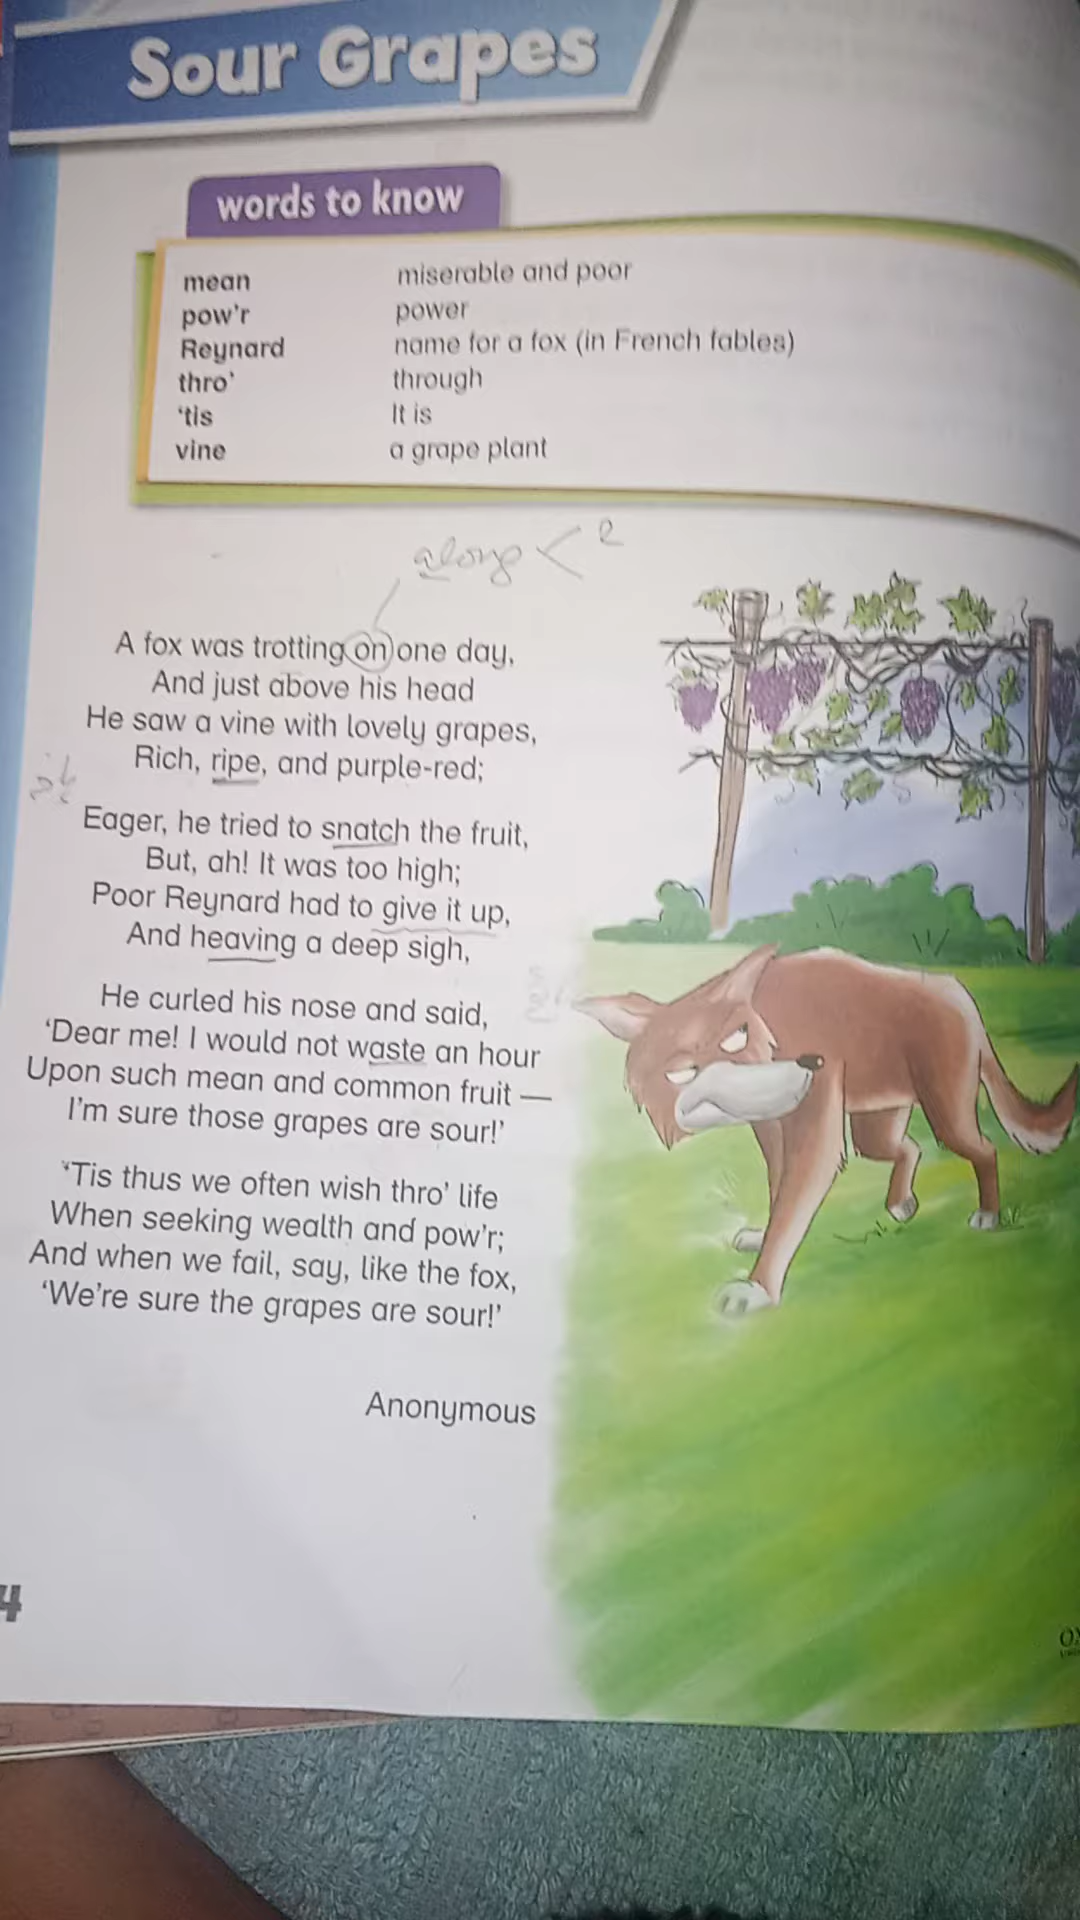 Sour Grapes
words to know
mean miserable and poor
pow'r power
Reynard name for a fox (in French fables)
thro' through
'tis It is
vine a grape plant
along
A fox was trotting on one day,
And just above his head
He saw a vine with lovely grapes,
Rich, ripe, and purple-red;
Eager, he tried to snatch the fruit,
But, ah! It was too high;
Poor Reynard had to give it up,
And heaving a deep sigh,
He curled his nose and said,
'Dear me! I would not waste an hour
Upon such mean and common fruit —
I'm sure those grapes are sour!'
'Tis thus we often wish thro' life
When seeking wealth and pow'r;
And when we fail, say, like the fox,
'We're sure the grapes are sour!'
Anonymous
4